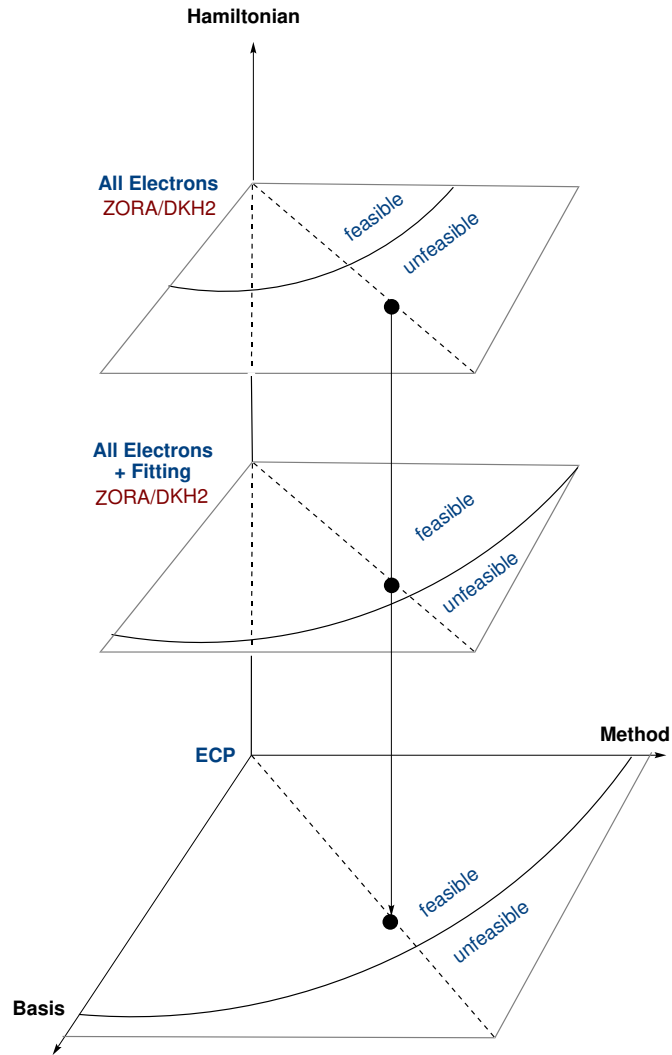 Hamiltonian
All Electrons
ZORA/DKH2
feasible
unfeasible
All Electrons
+ Fitting
ZORA/DKH2
feasible
unfeasible
Method
ECP
feasible
unfeasible
Basis